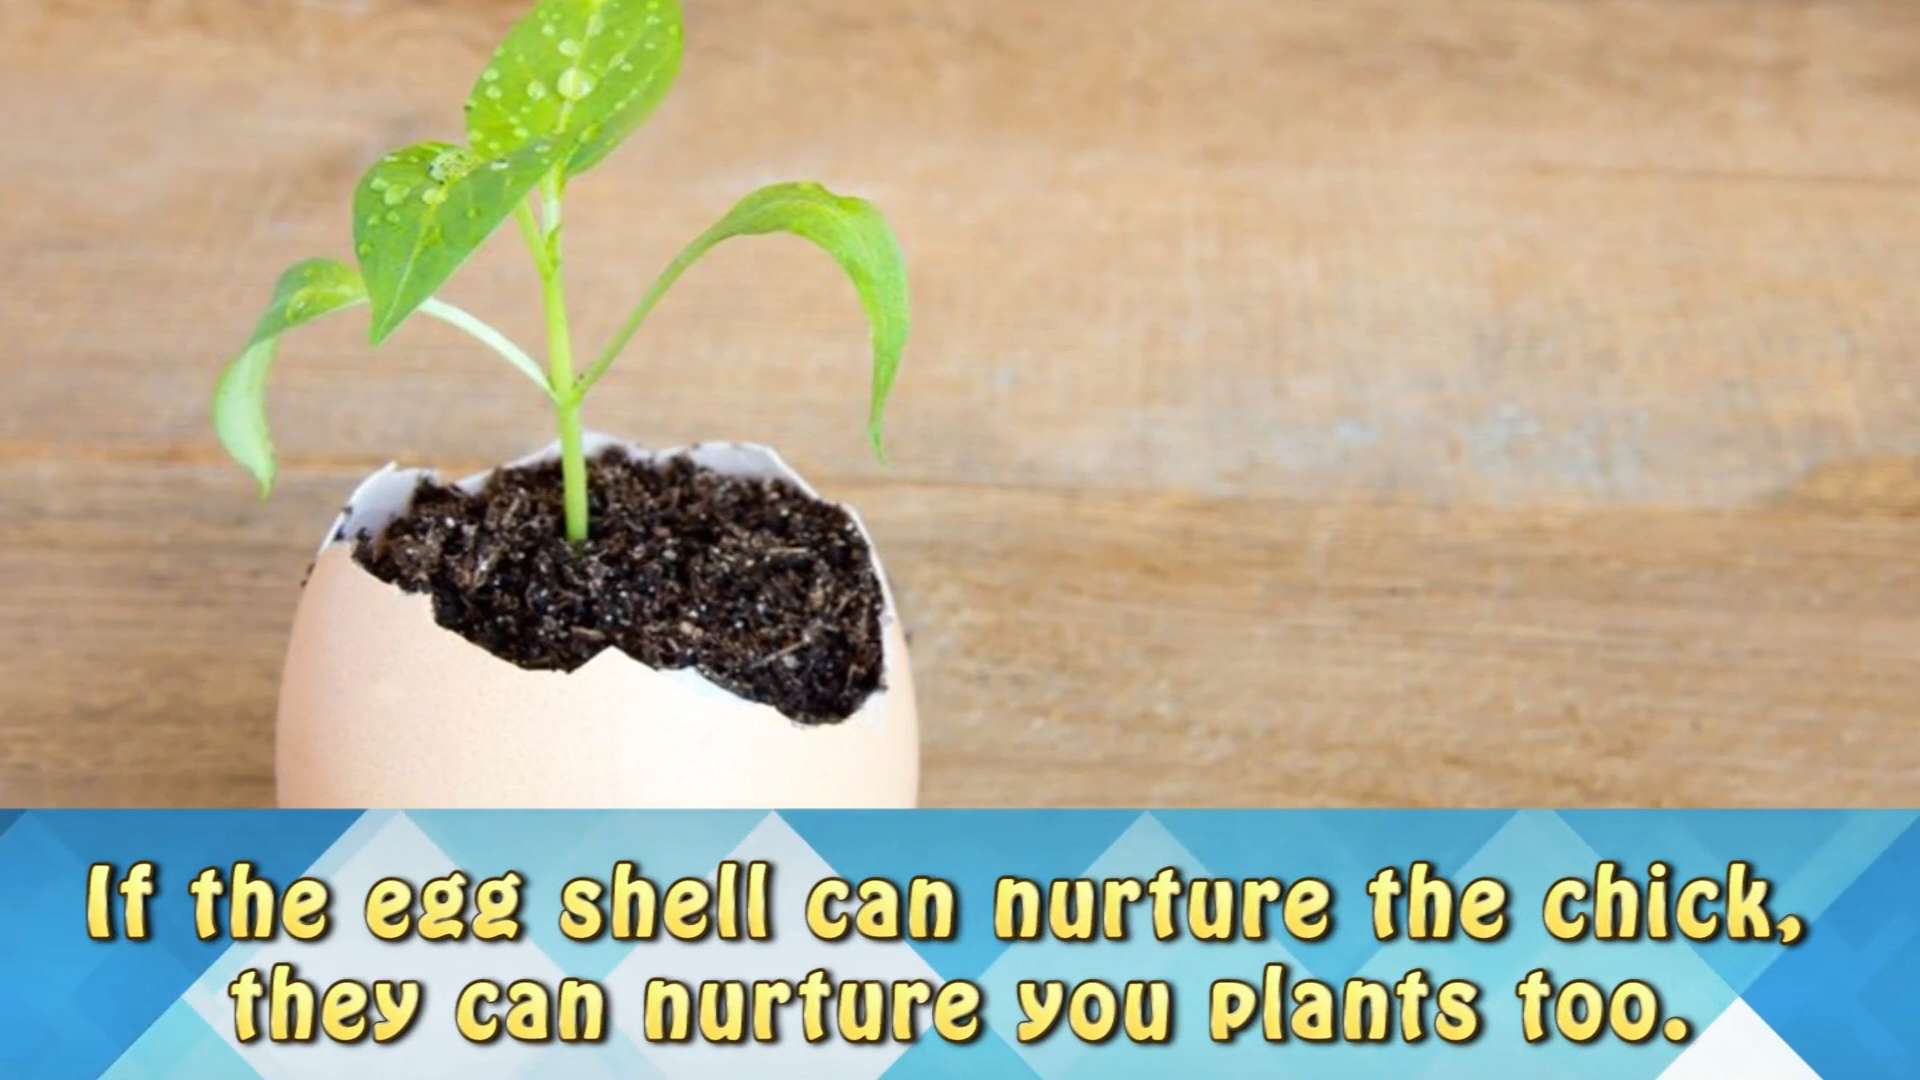 If the egg shell can nurture the chick,
they can nurture you plants too.